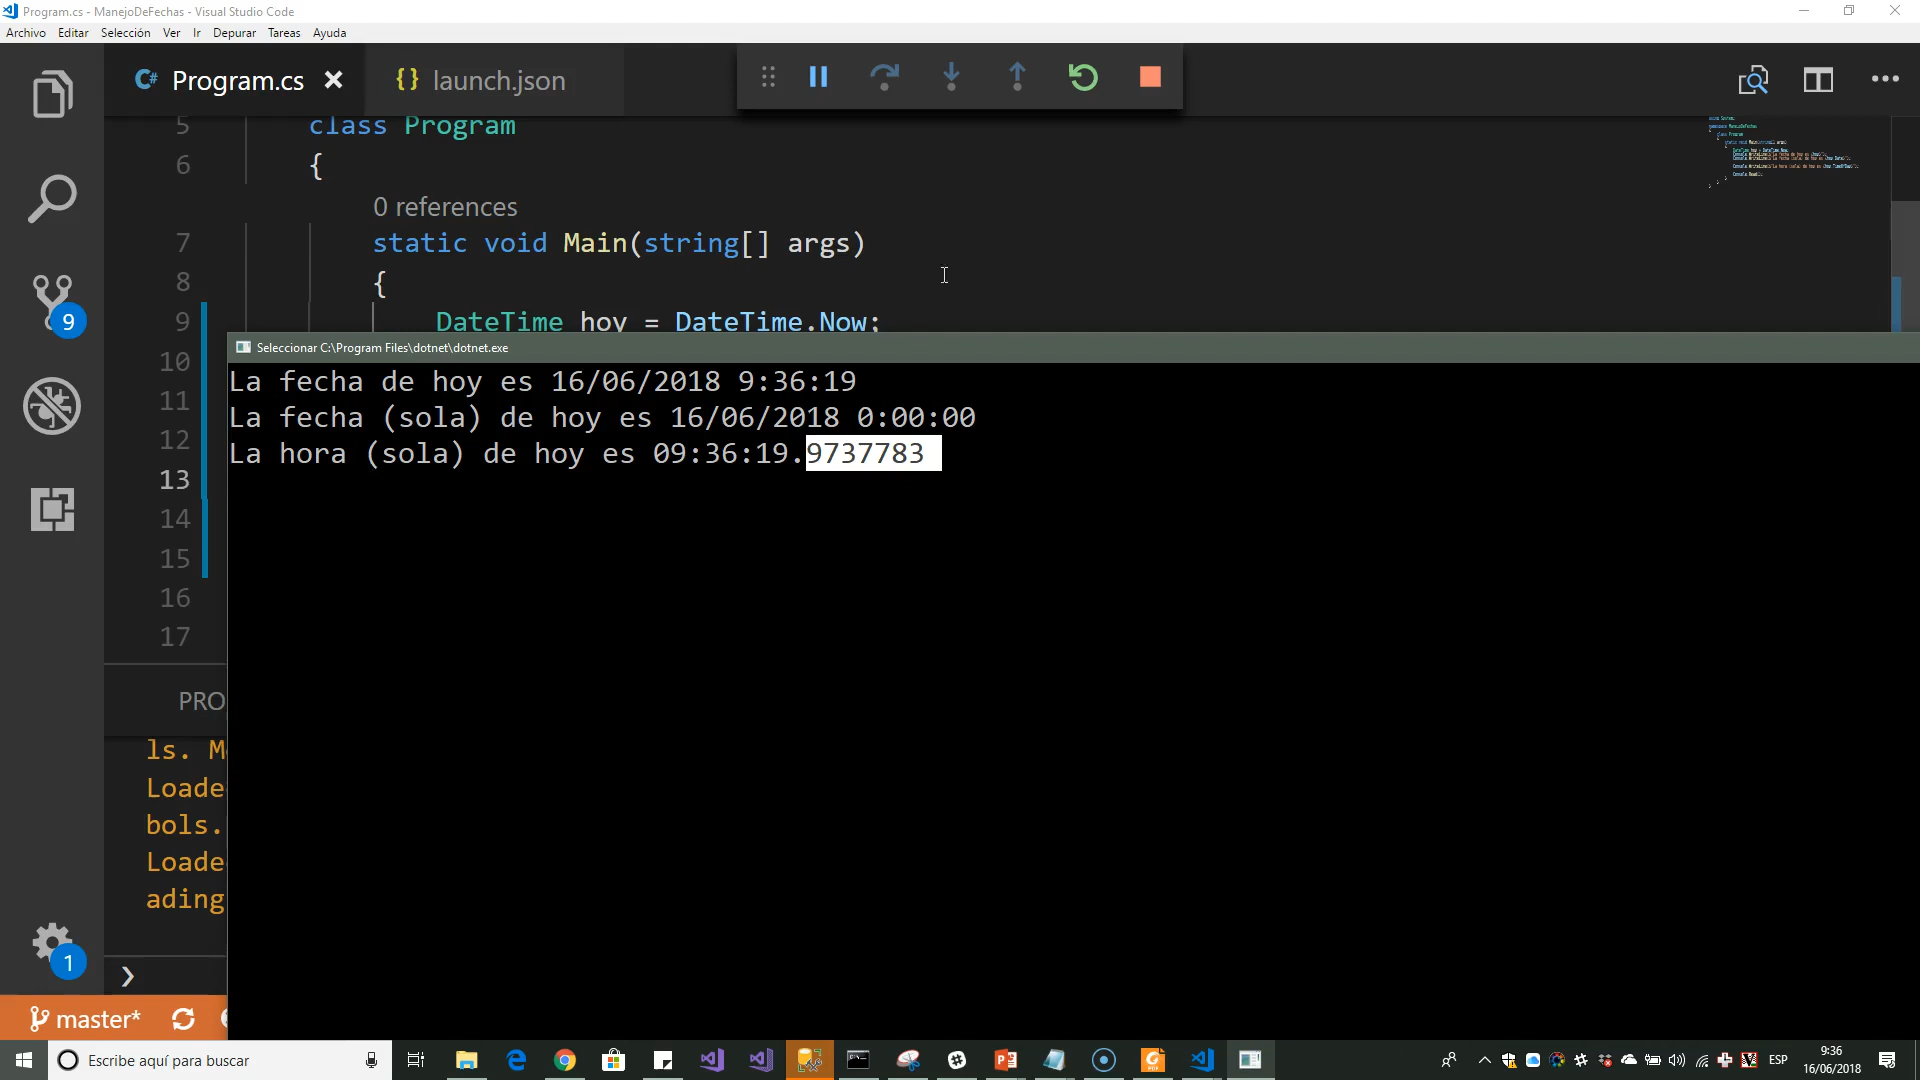 Program.cs - ManejoDeFechas - Visual Studio Code
Archivo Editar Selección Ver Ir Depurar Tareas Ayuda
C# Program.cs
{} launch.json
5 class Program
6 {
0 references
7 static void Main(string[] args)
8 {
9 DateTime hoy = DateTime.Now;
Seleccionar C:\Program Files\dotnet\dotnet.exe
10
La fecha de hoy es 16/06/2018 9:36:19
11
La fecha (sola) de hoy es 16/06/2018 0:00:00
12
La hora (sola) de hoy es 09:36:19.9737783
13
14
15
16
17
9
PRO
ls.
Loade
bols.
Loade
ading
1
master*
Escribe aquí para buscar
ESP
9:36
16/06/2018